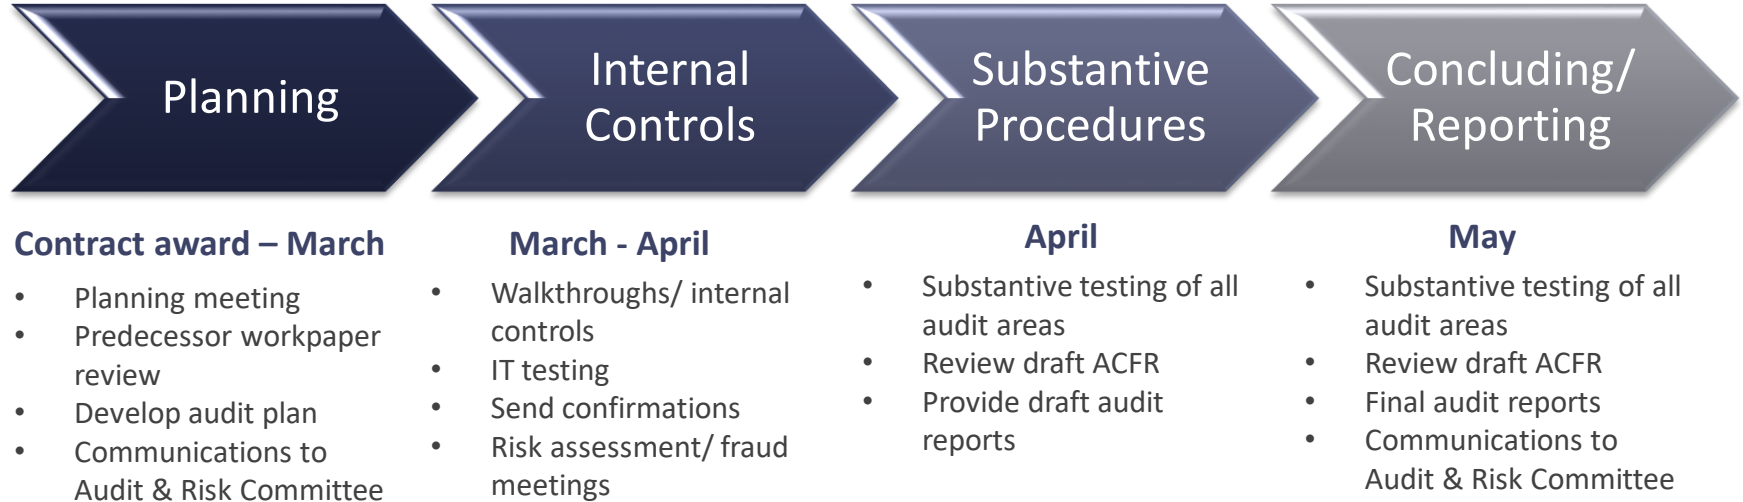 Planning
Internal
Controls
Substantive
Procedures
Concluding/
Reporting
Contract award – March
• Planning meeting
• Predecessor workpaper
review
• Develop audit plan
• Communications to
Audit & Risk Committee
March - April
• Walkthroughs/ internal
controls
• IT testing
• Send confirmations
• Risk assessment/ fraud
meetings
April
• Substantive testing of all
audit areas
• Review draft ACFR
• Provide draft audit
reports
May
• Substantive testing of all
audit areas
• Review draft ACFR
• Final audit reports
• Communications to
Audit & Risk Committee